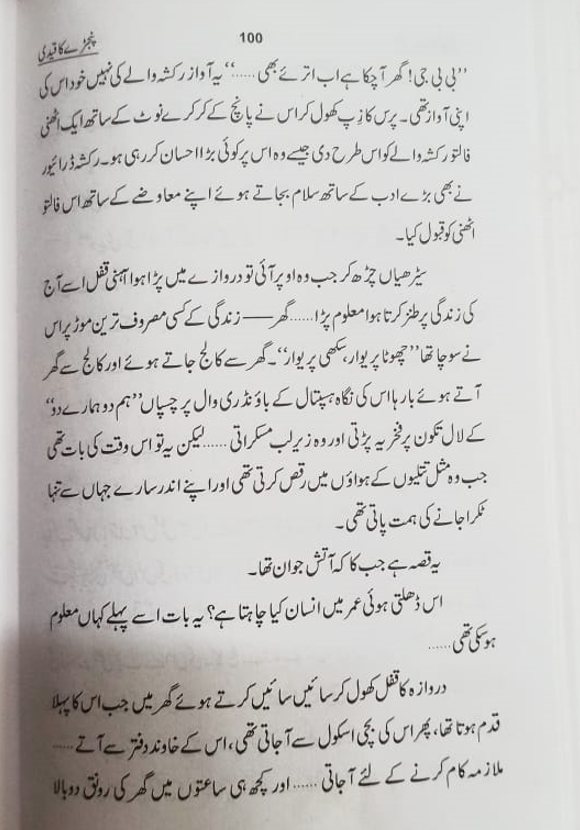 100
پنجرے کا قیدی
”بی بی جی! گھر آ چکا ہے اب اتر ئے بھی ......“ یہ آواز رکشہ والے کی نہیں خود اس کی
اپنی آواز تھی۔ پرس کا زِپ کھول کر اس نے پانچ کے کرکرے نوٹ کے ساتھ ایک اٹھنی
فالتو رکشہ والے کو اس طرح دی جیسے وہ اس پر کوئی بڑا احسان کر رہی ہو۔ رکشہ ڈرائیور
نے بھی بڑے ادب کے ساتھ سلام بجاتے ہوئے اپنے معاوضے کے ساتھ اس فالتو
اٹھنی کو قبول کیا۔
سیڑھیاں چڑھ کر جب وہ اوپر آئی تو دروازے میں پڑا ہوا آہنی قفل اسے آج
کی زندگی پر طنز کرتا ہوا معلوم پڑا ...... گھر —— زندگی کے کسی مصروف ترین موڑ پر اس
نے سوچا تھا ”چھوٹا پریوار، سکھی پریوار“۔ گھر سے کالج جاتے ہوئے اور کالج سے گھر
آتے ہوئے بارہا اس کی نگاہ ہسپتال کے باؤنڈری وال پر چسپاں ”ہم دو ہمارے دو“
کے لال تکون پر فخریہ پڑتی اور وہ زیرلب مسکراتی ...... لیکن یہ تو اس وقت کی بات تھی
جب وہ مثل تتلیوں کے ہواؤں میں رقص کرتی تھی اور اپنے اندر سارے جہاں سے تنہا
ٹکرا جانے کی ہمت پاتی تھی۔
یہ قصہ ہے جب کا کہ آتش جوان تھا۔
اس ڈھلتی ہوئی عمر میں انسان کیا چاہتا ہے؟ یہ بات اسے پہلے کہاں معلوم
ہو سکی تھی ......
دروازہ کا قفل کھول کر سائیں سائیں کرتے ہوئے گھر میں جب اس کا پہلا
قدم ہوتا تھا، پھر اس کی بچی اسکول سے آ جاتی تھی، اس کے خاوند دفتر سے آتے ......
ملازمہ کام کرنے کے لئے آ جاتی ...... اور کچھ ہی ساعتوں میں گھر کی رونق دوبالا